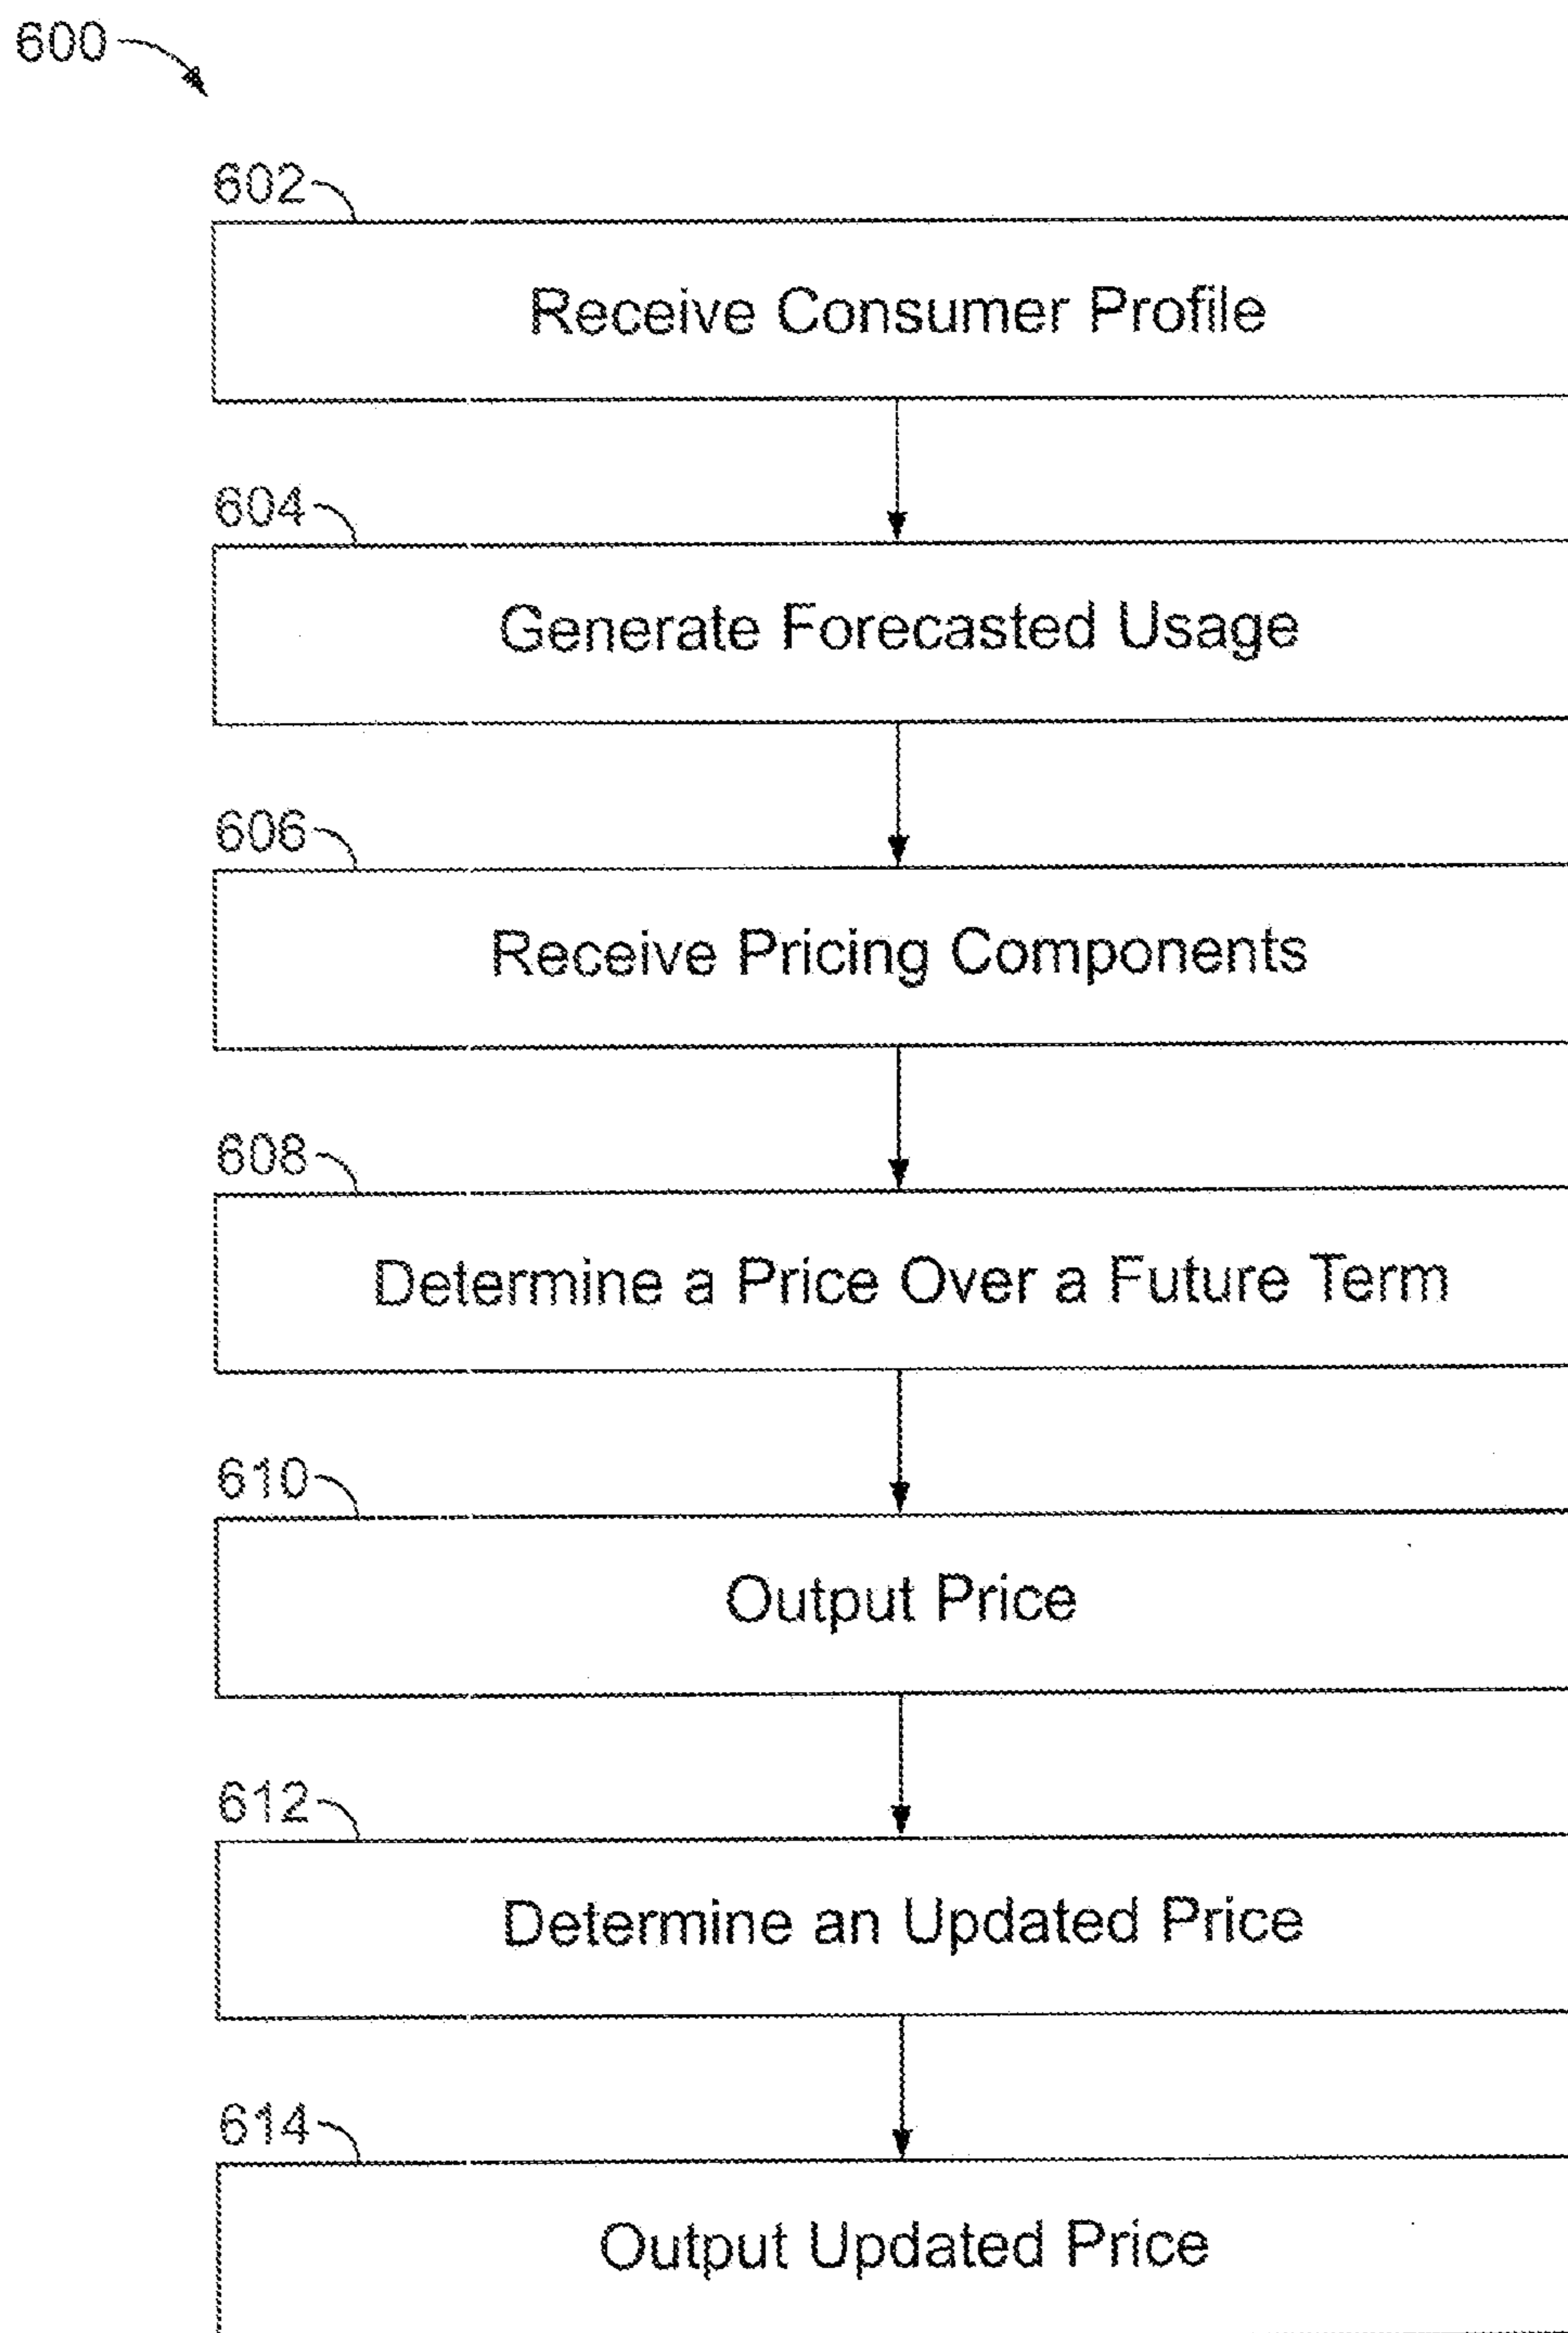 600
602
Receive Consumer Profile
604
Generate Forecasted Usage
606
Receive Pricing Components
608
Determine a Price Over a Future Term
610
Output Price
612
Determine an Updated Price
614
Output Updated Price